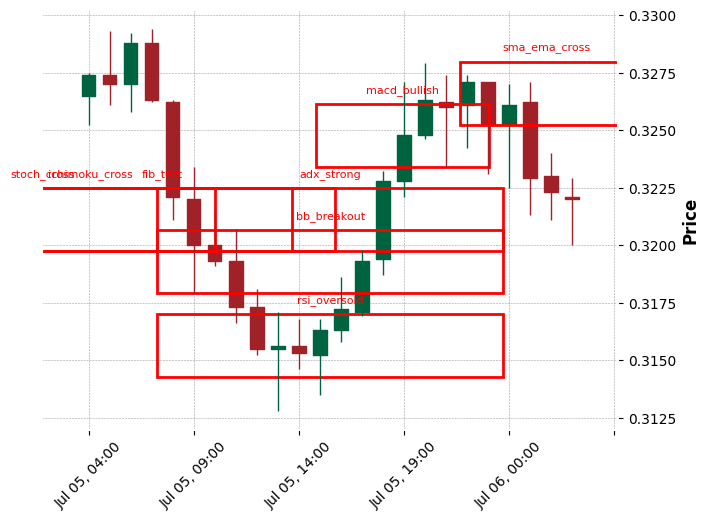 0.3300
sma_ema_cross
0.3275
macd_bullish
0.3250
stoch_cross
ichimoku_cross
fib_test
adx_strong
0.3225
bb_breakout
Price
0.3200
0.3175
rsi_oversold
0.3150
0.3125
Jul 05, 04:00
Jul 05, 09:00
Jul 05, 14:00
Jul 05, 19:00
Jul 06, 00:00